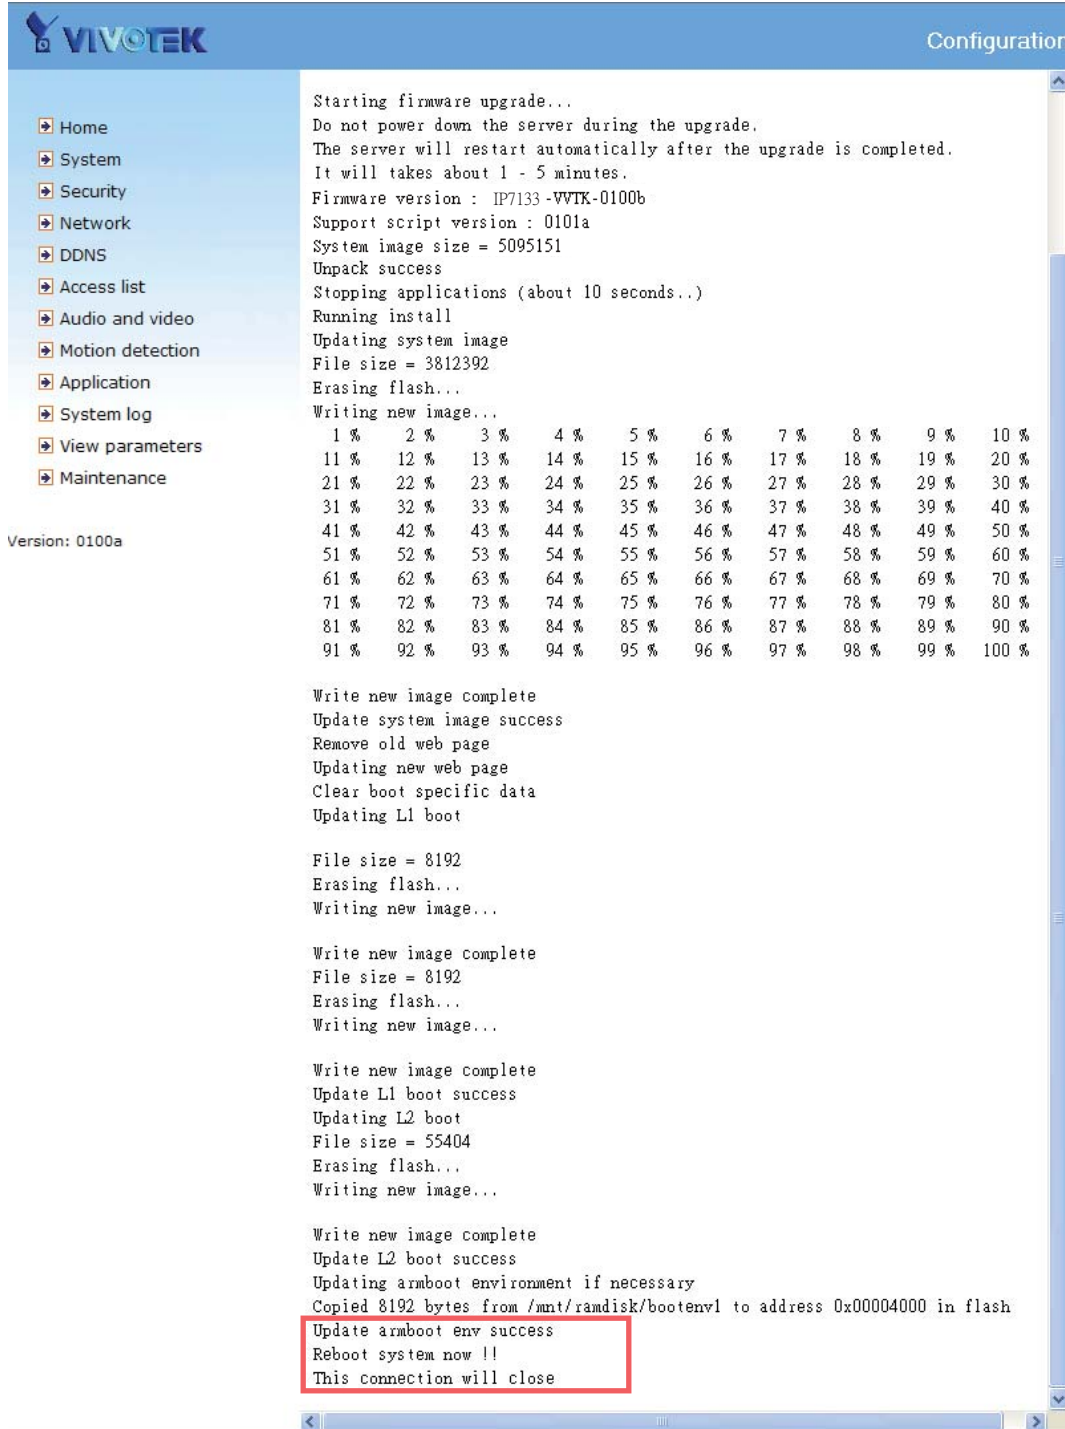 VIVOTEK
Configuration
Home
System
Security
Network
DDNS
Access list
Audio and video
Motion detection
Application
System log
View parameters
Maintenance
Version: 0100a
Starting firmware upgrade...
Do not power down the server during the upgrade.
The server will restart automatically after the upgrade is completed.
It will takes about 1 - 5 minutes.
Firmware version : IP7133-VVTK-0100b
Support script version : 0101a
System image size = 5095151
Unpack success
Stopping applications (about 10 seconds..)
Running install
Updating system image
File size = 3812392
Erasing flash...
Writing new image...
1 % 2 % 3 % 4 % 5 % 6 % 7 % 8 % 9 % 10 %
11 % 12 % 13 % 14 % 15 % 16 % 17 % 18 % 19 % 20 %
21 % 22 % 23 % 24 % 25 % 26 % 27 % 28 % 29 % 30 %
31 % 32 % 33 % 34 % 35 % 36 % 37 % 38 % 39 % 40 %
41 % 42 % 43 % 44 % 45 % 46 % 47 % 48 % 49 % 50 %
51 % 52 % 53 % 54 % 55 % 56 % 57 % 58 % 59 % 60 %
61 % 62 % 63 % 64 % 65 % 66 % 67 % 68 % 69 % 70 %
71 % 72 % 73 % 74 % 75 % 76 % 77 % 78 % 79 % 80 %
81 % 82 % 83 % 84 % 85 % 86 % 87 % 88 % 89 % 90 %
91 % 92 % 93 % 94 % 95 % 96 % 97 % 98 % 99 % 100 %
Write new image complete
Update system image success
Remove old web page
Updating new web page
Clear boot specific data
Updating L1 boot
File size = 8192
Erasing flash...
Writing new image...
Write new image complete
File size = 8192
Erasing flash...
Writing new image...
Write new image complete
Update L1 boot success
Updating L2 boot
File size = 55404
Erasing flash...
Writing new image...
Write new image complete
Update L2 boot success
Updating armboot environment if necessary
Copied 8192 bytes from /mnt/ramdisk/bootenv1 to address 0x00004000 in flash
Update armboot env success
Reboot system now !!
This connection will close